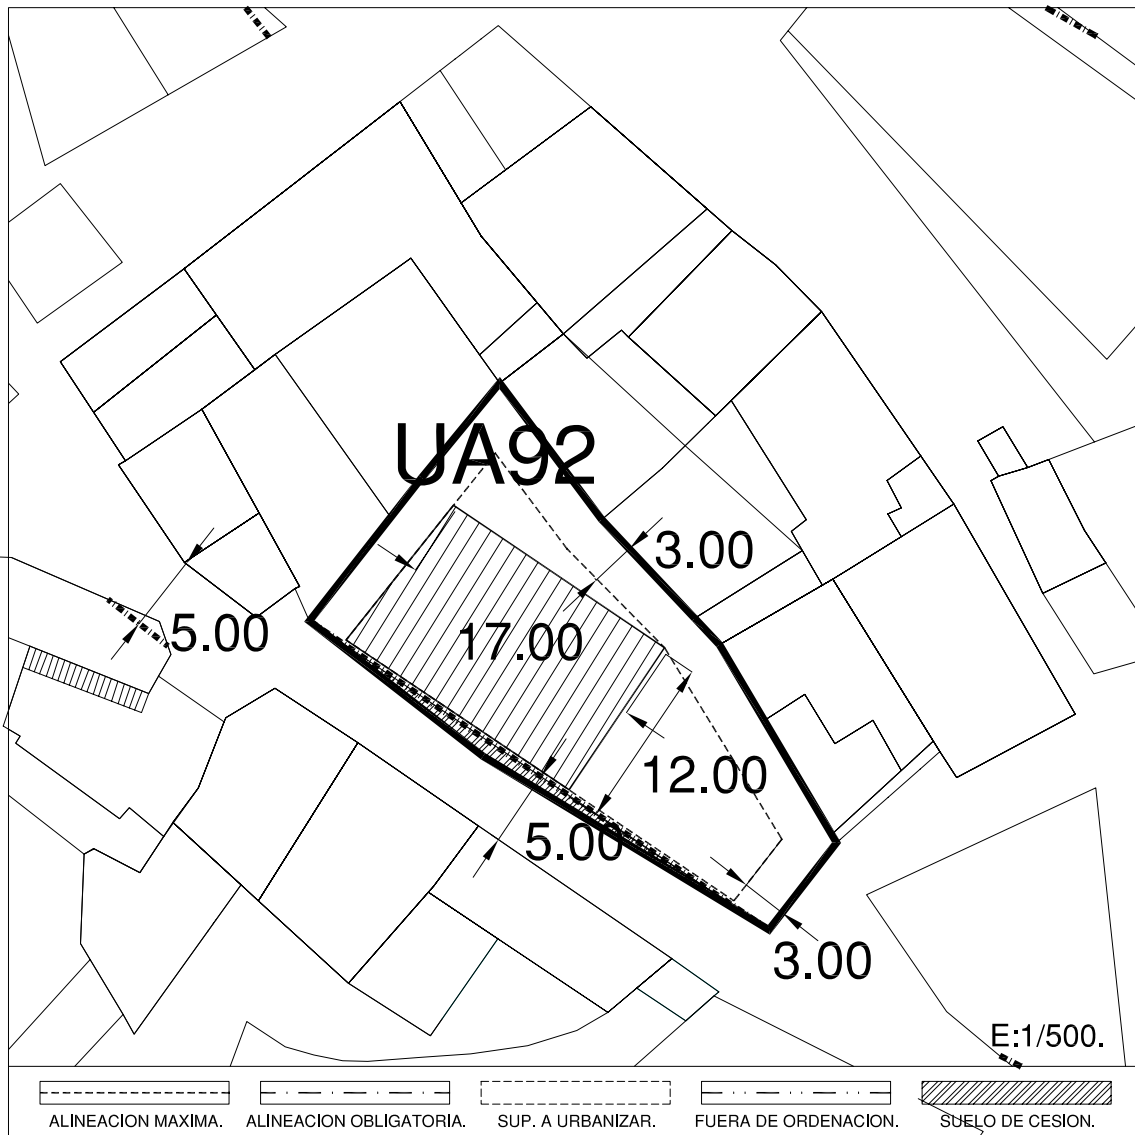 UA92
3.00
5.00
17.00
12.00
5.00
3.00
E:1/500.
ALINEACION MAXIMA.
ALINEACION OBLIGATORIA.
SUP. A URBANIZAR.
FUERA DE ORDENACION.
SUELO DE CESION.